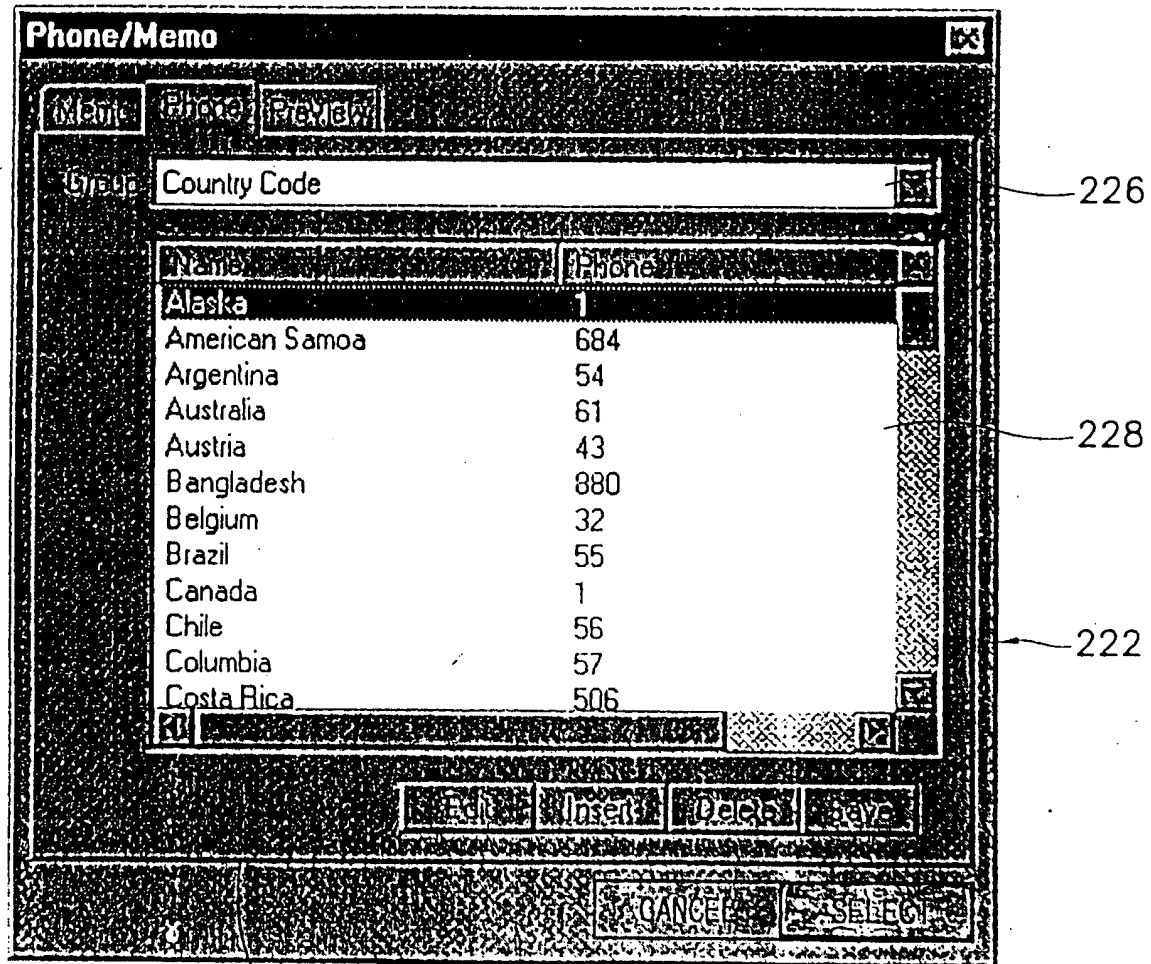 Phone/Memo
Memo Phone Preview
Group Country Code
226
Name Phone
Alaska 1
American Samoa 684
Argentina 54
Australia 61
228
Austria 43
Bangladesh 880
Belgium 32
Brazil 55
Canada 1
Chile 56
222
Columbia 57
Costa Rica 506
Edit Insert Delete Save
CANCEL SELECT